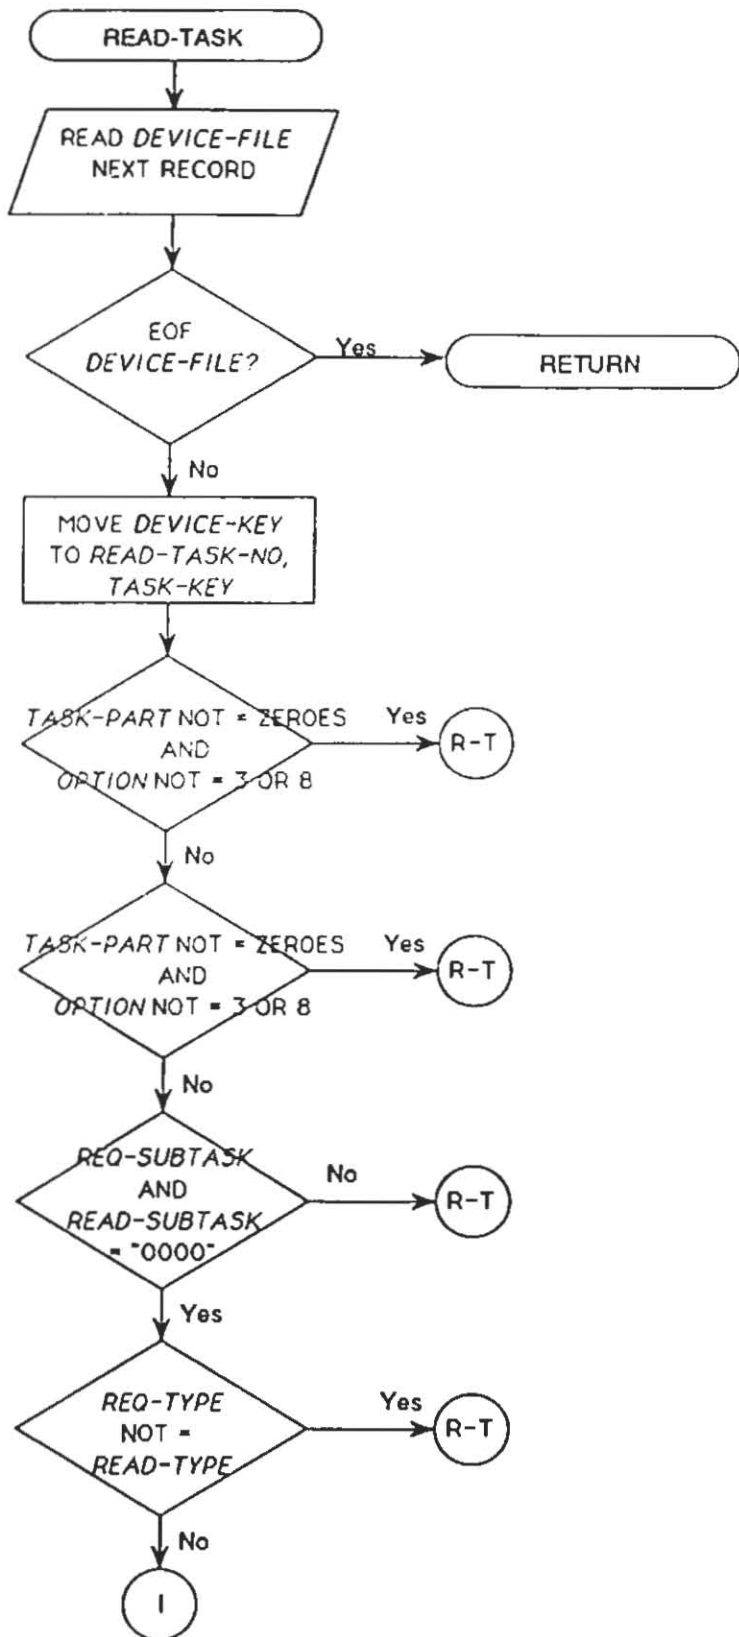 READ-TASK
READ DEVICE-FILE
NEXT RECORD
EOF
DEVICE-FILE?
Yes
RETURN
No
MOVE DEVICE-KEY
TO READ-TASK-NO,
TASK-KEY
TASK-PART NOT = ZEROES
AND
OPTION NOT = 3 OR 8
Yes
R-T
No
TASK-PART NOT = ZEROES
AND
OPTION NOT = 3 OR 8
Yes
R-T
No
REQ-SUBTASK
AND
READ-SUBTASK
= "0000"
No
R-T
Yes
REQ-TYPE
NOT =
READ-TYPE
Yes
R-T
No
I